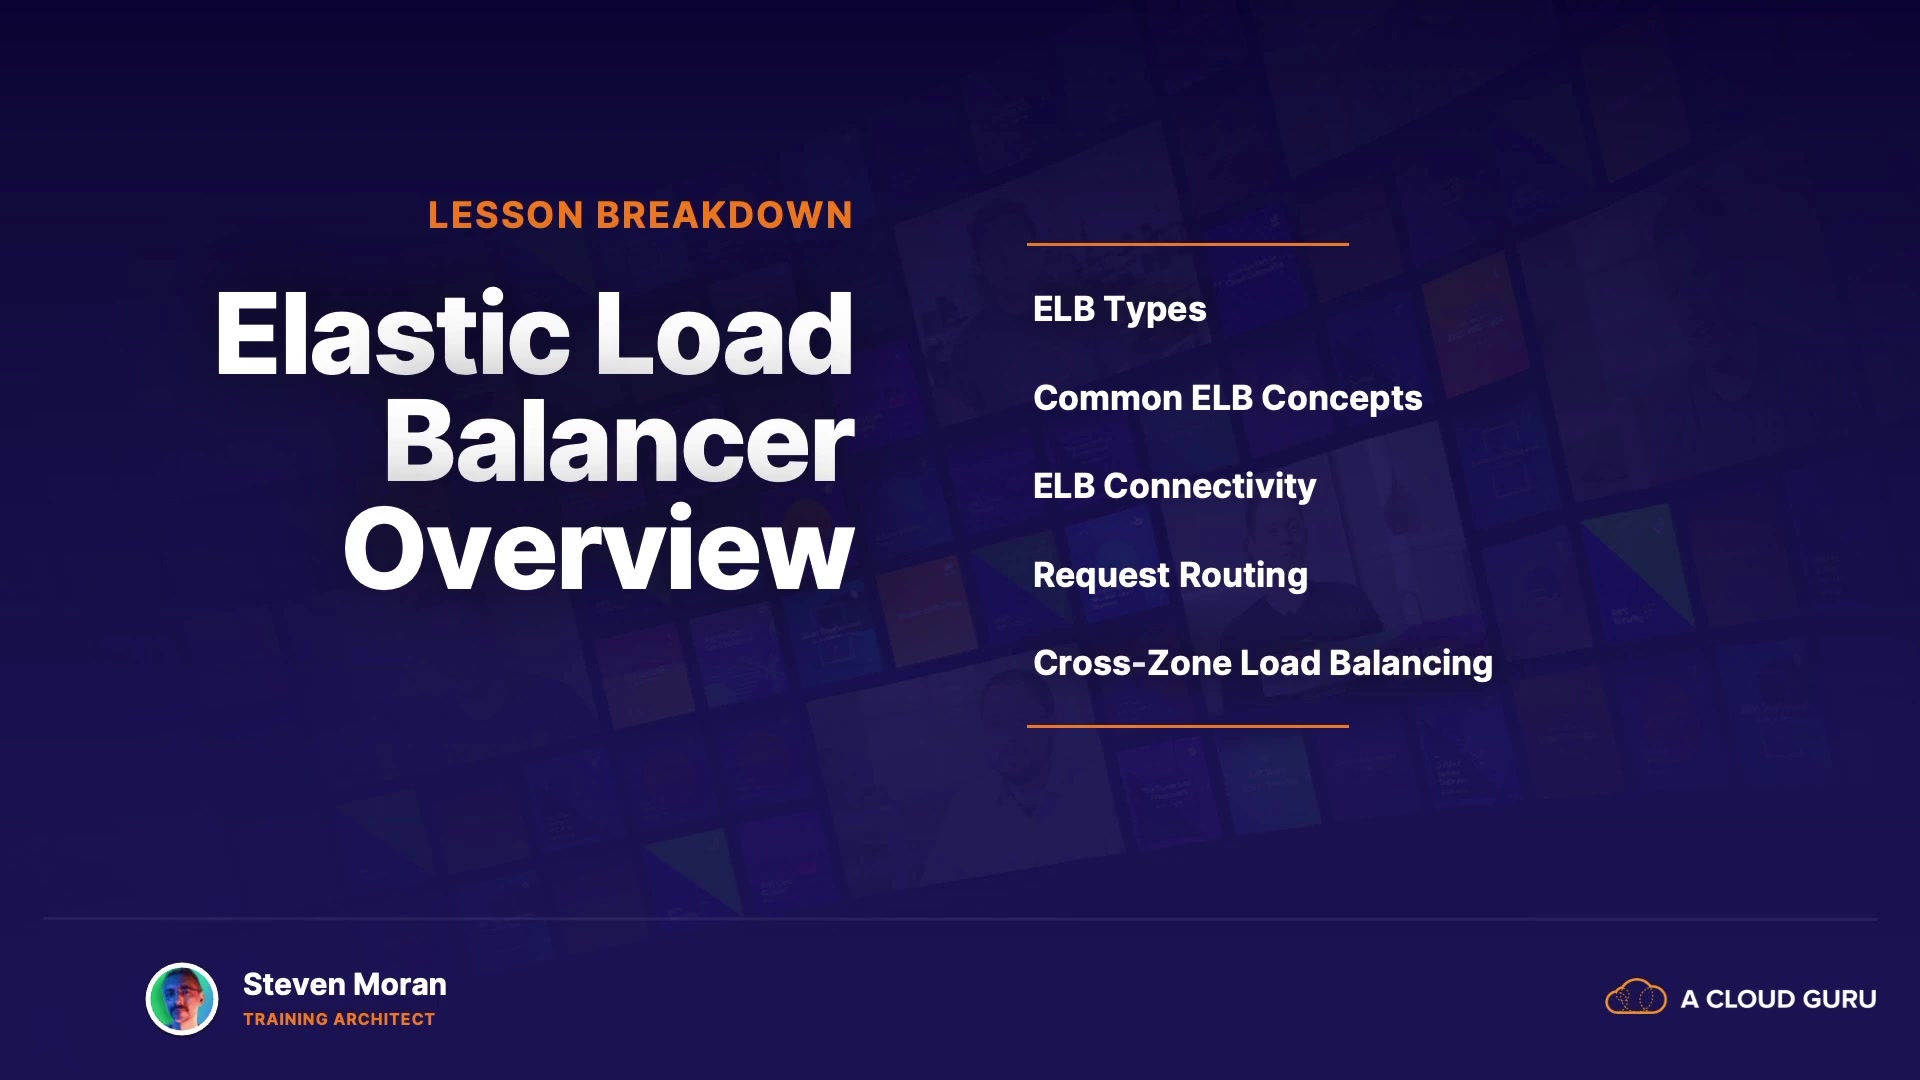 LESSON BREAKDOWN
Elastic Load
Balancer
Overview
ELB Types
Common ELB Concepts
ELB Connectivity
Request Routing
Cross-Zone Load Balancing
Steven Moran
TRAINING ARCHITECT
A CLOUD GURU